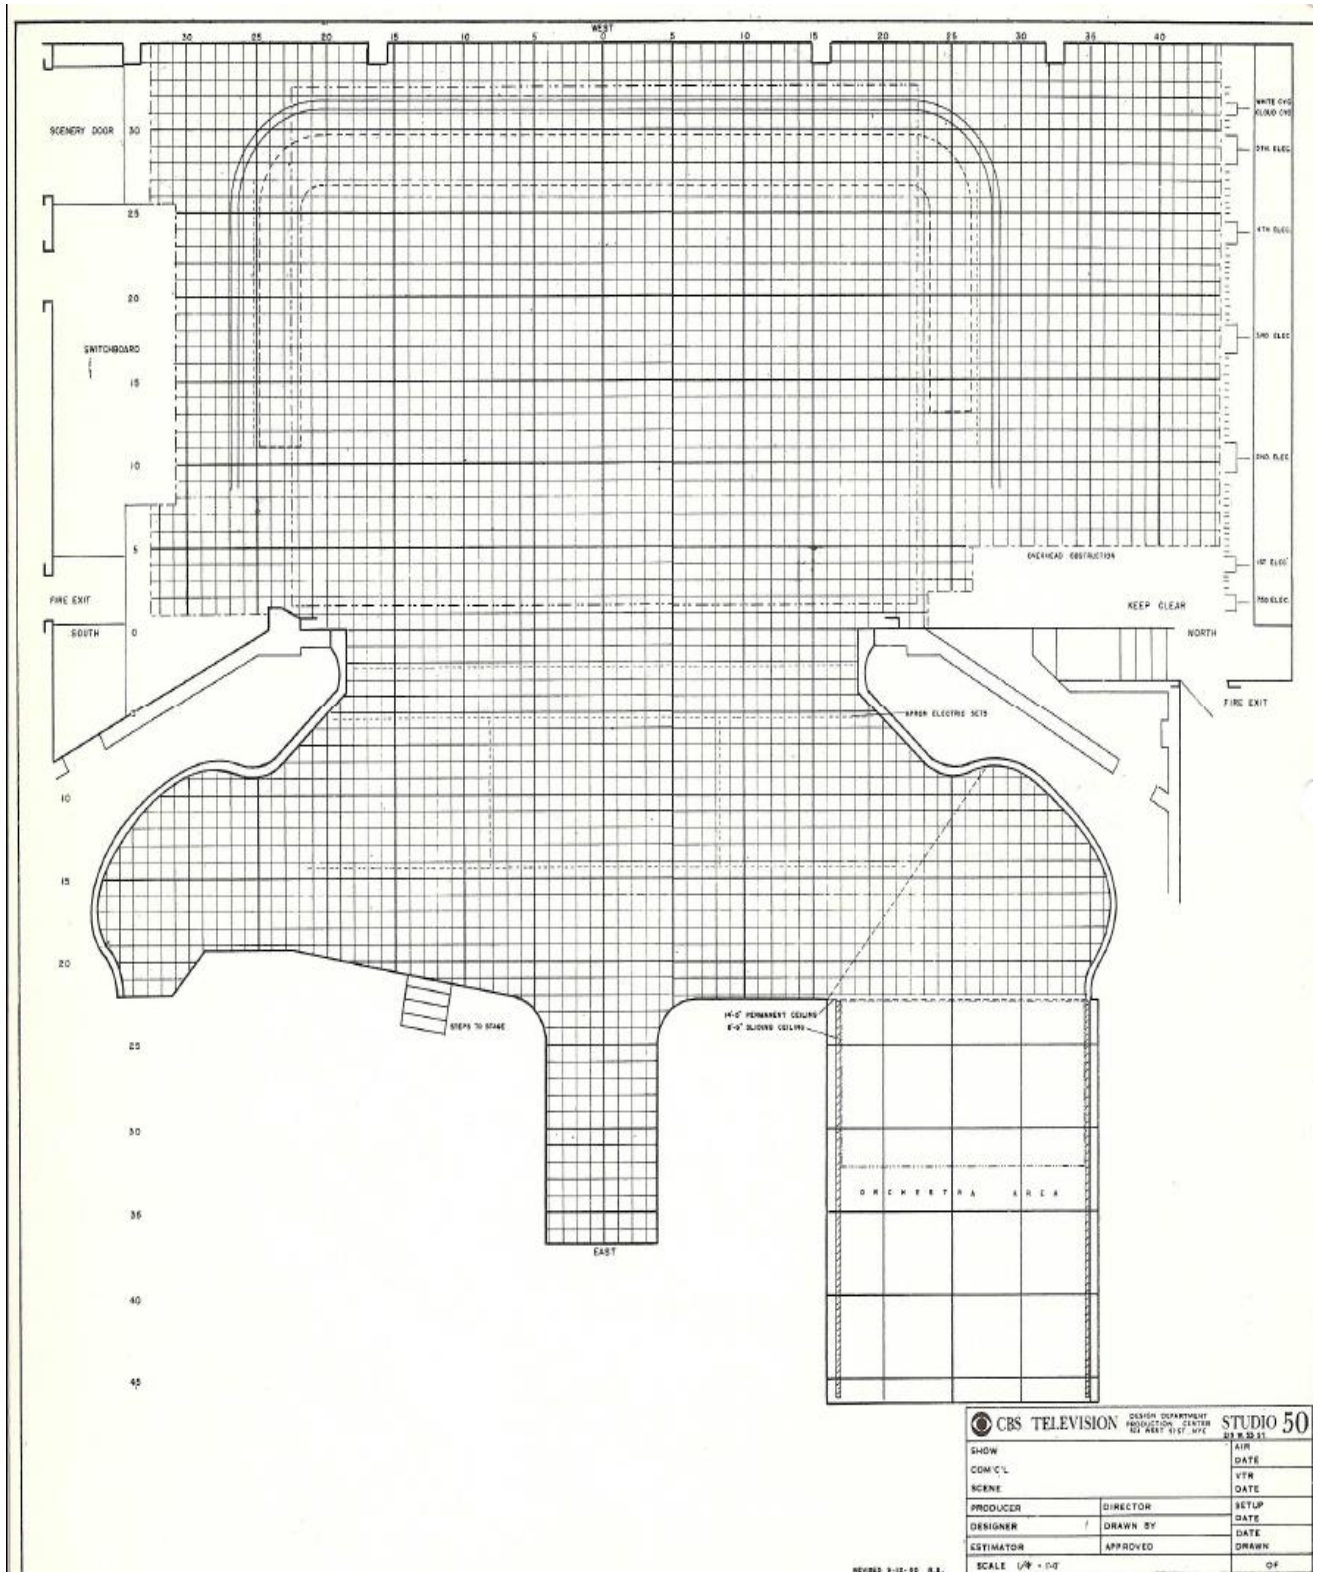 WEST
30 25 20 15 10 5 0 5 10 15 20 25 30 35 40
SCENERY DOOR
30
25
20
SWITCHBOARD
15
10
5
FIRE EXIT
SOUTH
0
10
15
20
25
30
35
40
45
WHITE CYC
CLOUD CYC
5TH. ELEC.
4TH ELEC.
3RD ELEC.
2ND. ELEC.
1ST ELEC.
OVERHEAD OBSTRUCTION
KEEP CLEAR
NORTH
FIRE EXIT
APRON ELECTRIC SETS
STEPS TO STAGE
14'-0" PERMANENT CEILING
SLIDING CEILING
ORCHESTRA AREA
EAST
CBS TELEVISION
DESIGN DEPARTMENT
PRODUCTION CENTER
STUDIO 50
SHOW
COM'C'L
SCENE
AIR DATE
VTR DATE
PRODUCER
DIRECTOR
SETUP DATE
DESIGNER
DRAWN BY
DATE DRAWN
ESTIMATOR
APPROVED
SCALE
OF
REVISED